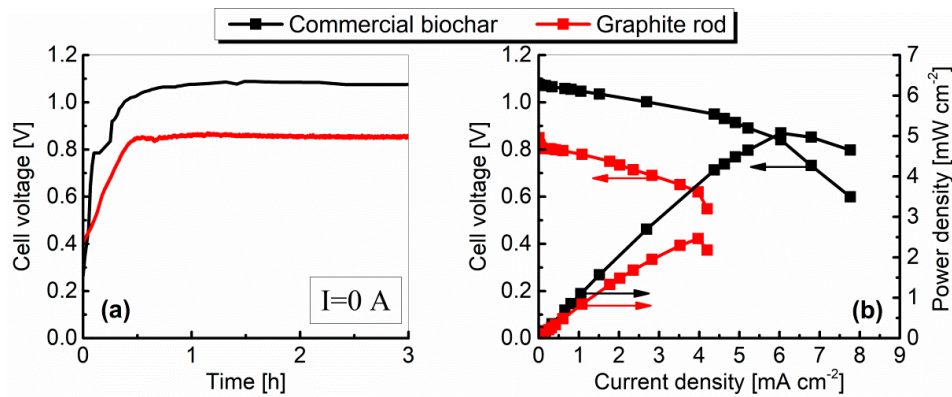 Commercial biochar Graphite rod
1.2
1.0
0.8
0.6
0.4
0.2
0.0
Cell voltage [V]
(a)
I=0 A
0 1 2 3
Time [h]
1.2
1.0
0.8
0.6
0.4
0.2
0.0
Cell voltage [V]
7
6
5
4
3
2
1
0
Power density [mW cm-2]
(b)
0 1 2 3 4 5 6 7 8 9
Current density [mA cm-2]